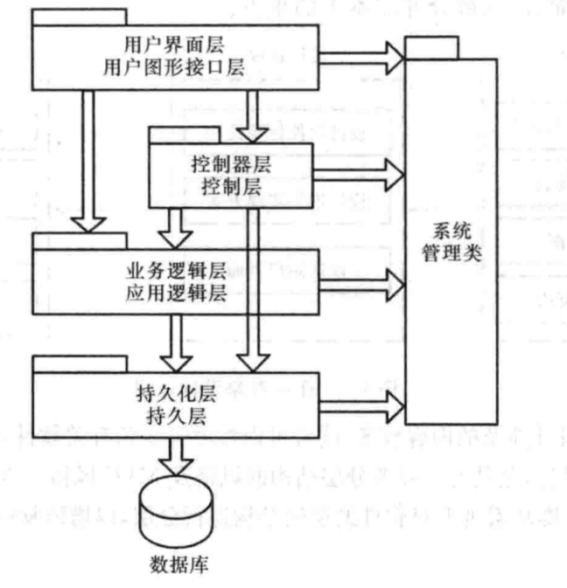 用户界面层
用户图形接口层
控制器层
控制层
系统
管理类
业务逻辑层
应用逻辑层
持久化层
持久层
数据库